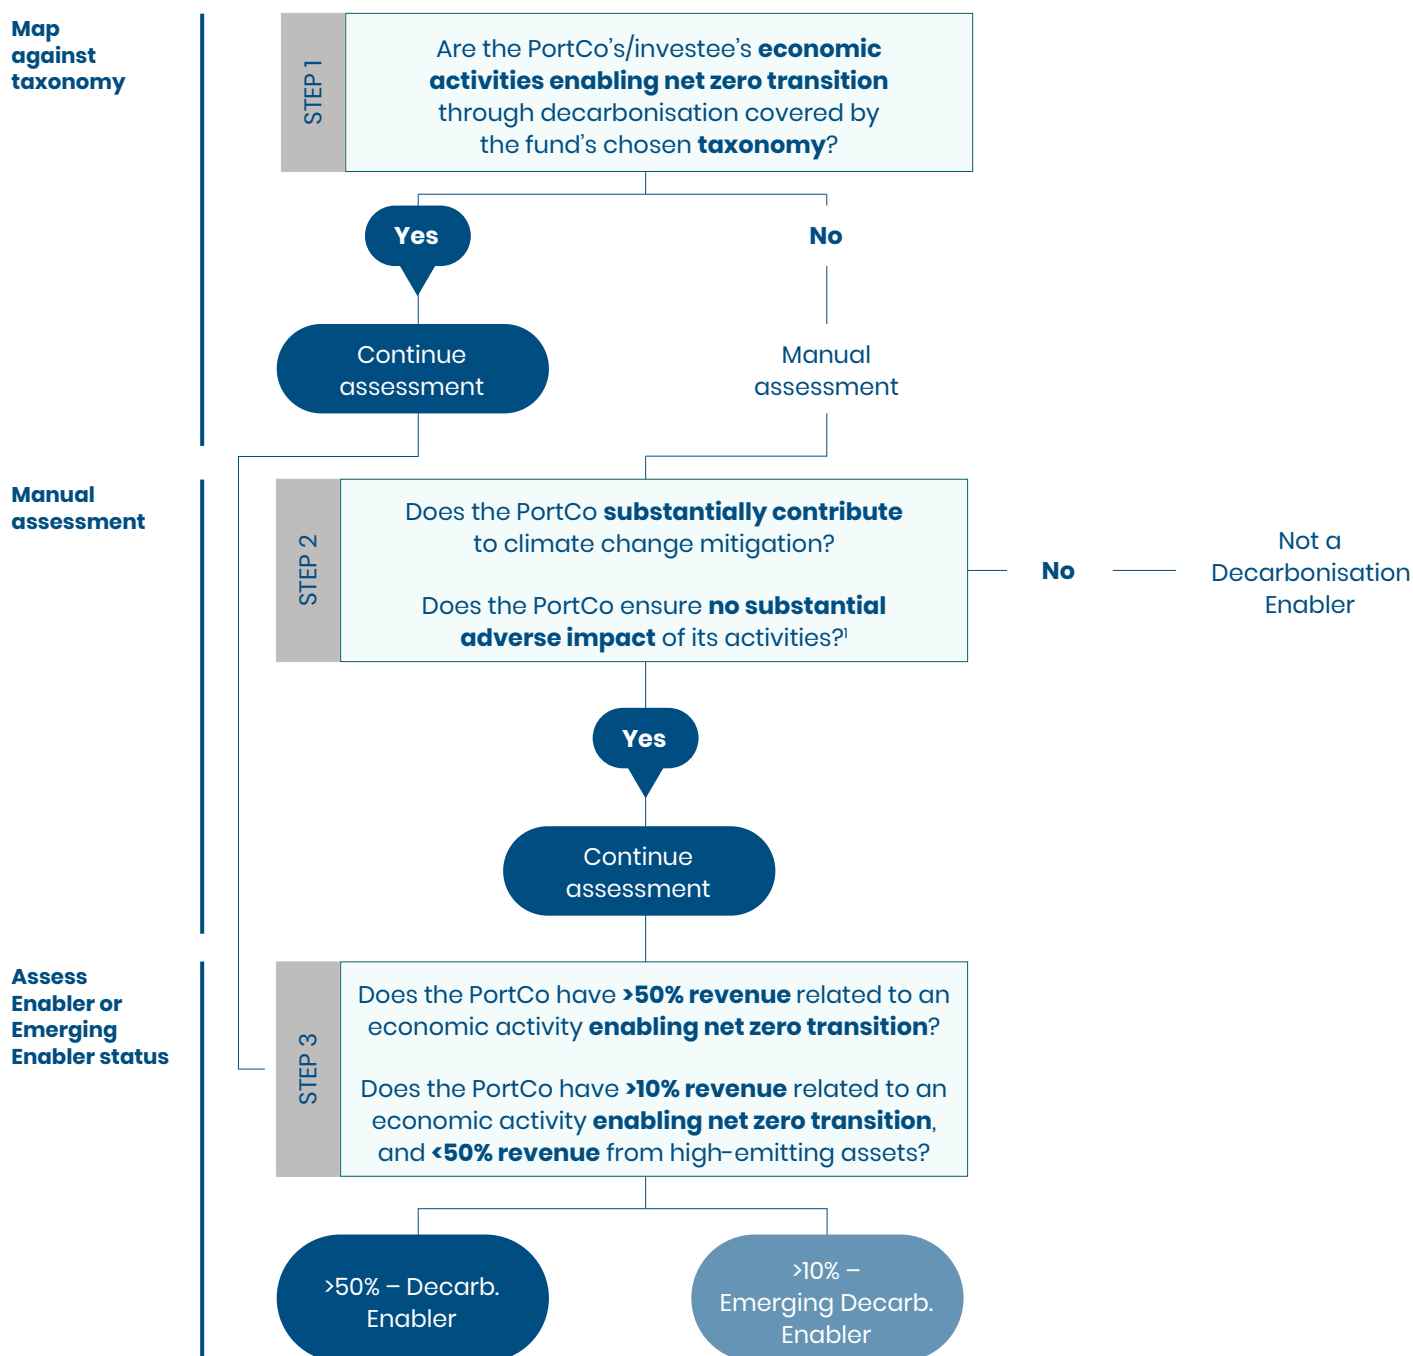 Map
against
taxonomy
STEP 1
Are the PortCo’s/investee’s economic
activities enabling net zero transition
through decarbonisation covered by
the fund’s chosen taxonomy?
Yes
No
Continue
assessment
Manual
assessment
Manual
assessment
STEP 2
Does the PortCo substantially contribute
to climate change mitigation?
Does the PortCo ensure no substantial
adverse impact of its activities?¹
No
Not a
Decarbonisation
Enabler
Yes
Continue
assessment
Assess
Enabler or
Emerging
Enabler status
STEP 3
Does the PortCo have >50% revenue related to an
economic activity enabling net zero transition?
Does the PortCo have >10% revenue related to an
economic activity enabling net zero transition,
and <50% revenue from high-emitting assets?
>50% – Decarb.
Enabler
>10% –
Emerging Decarb.
Enabler